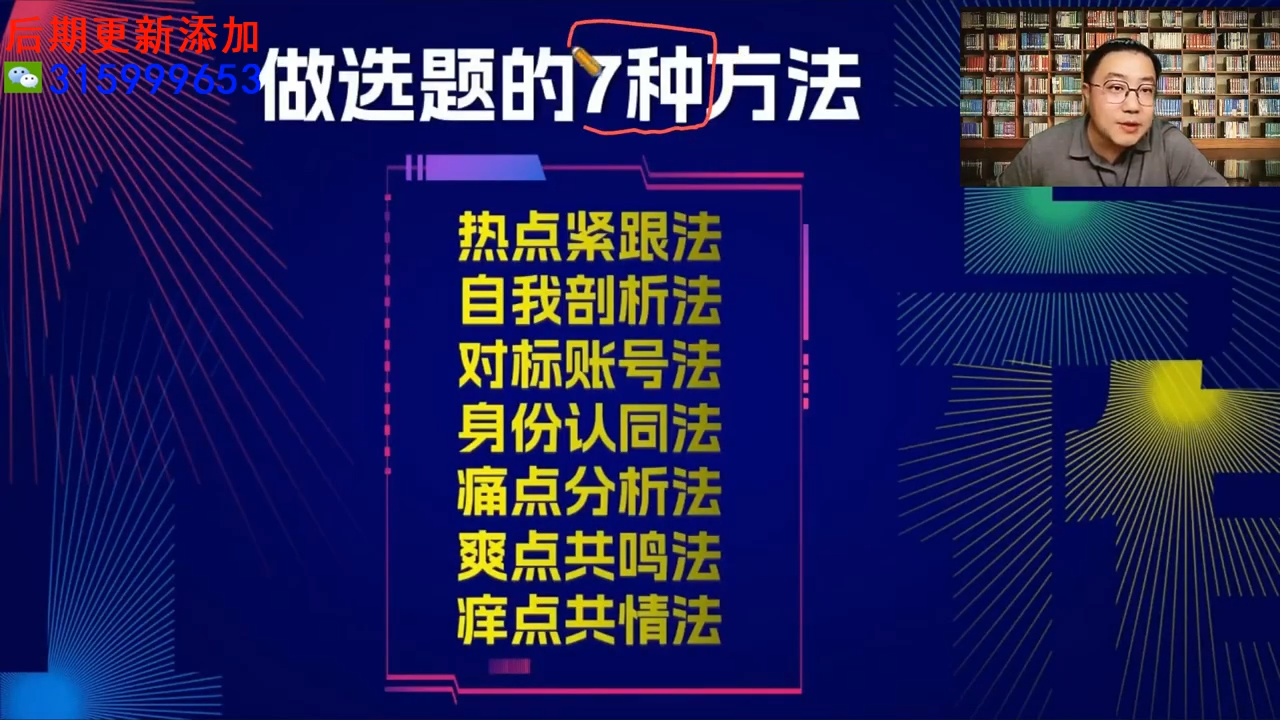 后期更新添加
315999653
做选题的7种方法
热点紧跟法
自我剖析法
对标账号法
身份认同法
痛点分析法
爽点共鸣法
痒点共情法